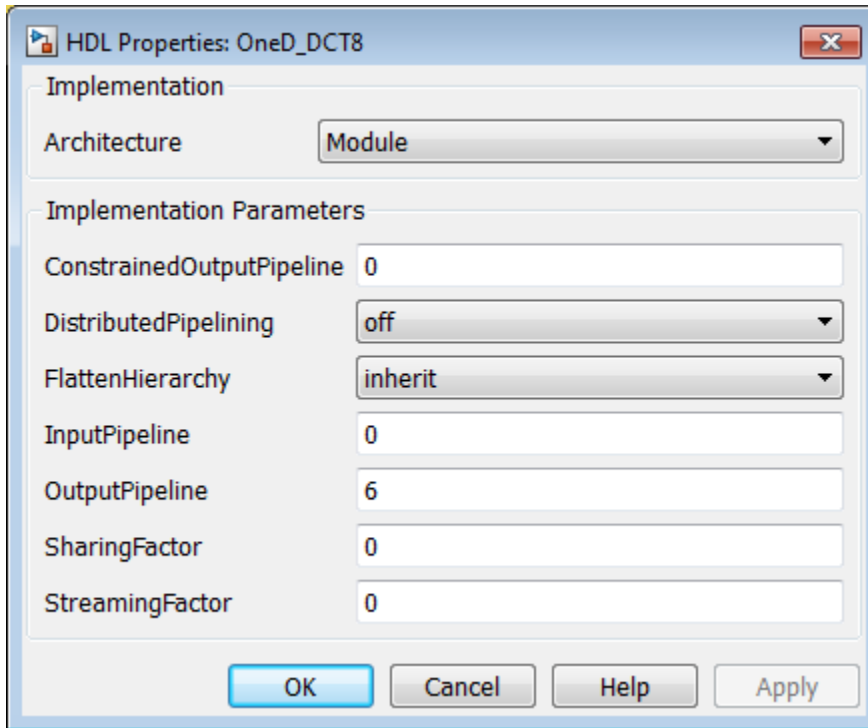 HDL Properties: OneD_DCT8
Implementation
Architecture Module
Implementation Parameters
ConstrainedOutputPipeline 0
DistributedPipelining off
FlattenHierarchy inherit
InputPipeline 0
OutputPipeline 6
SharingFactor 0
StreamingFactor 0
OK Cancel Help Apply